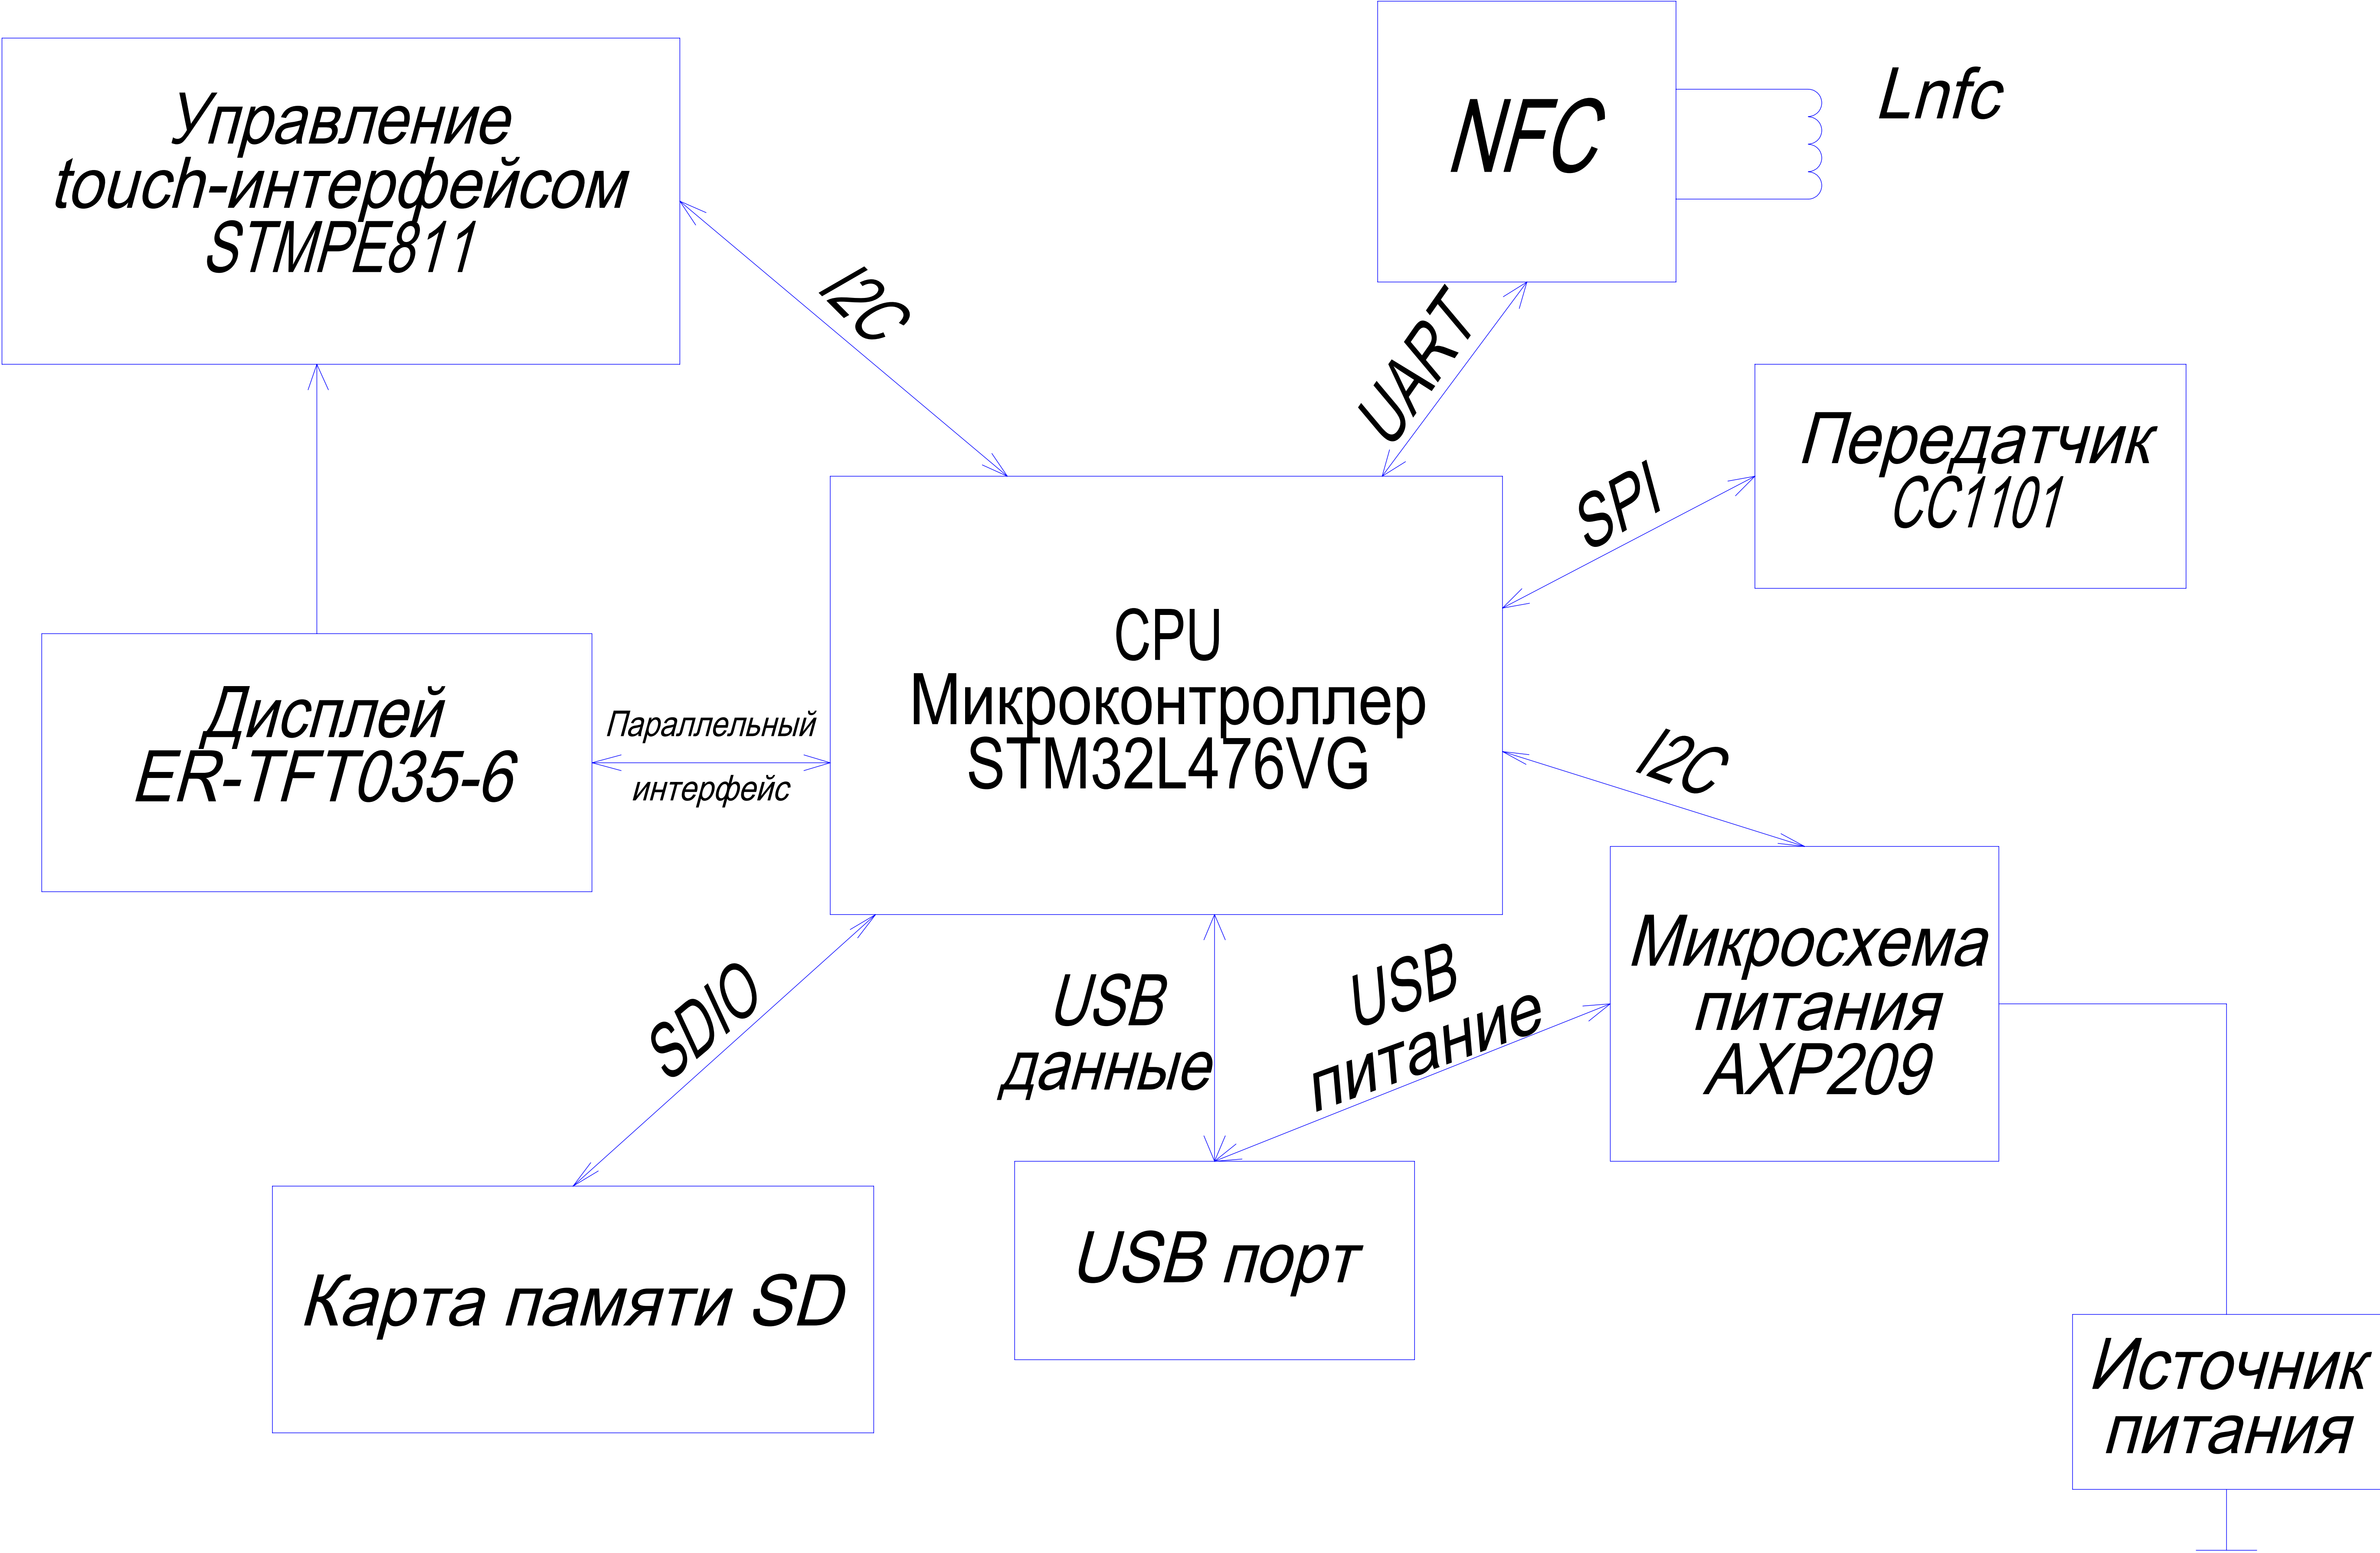 Управление
touch-интерфейсом
STMPE811
NFC
Lnfc
I2C
UART
Передатчик
CC1101
SPI
CPU
Микроконтроллер
STM32L476VG
Дисплей
ER-TFT035-6
Параллельный
интерфейс
I2C
Микросхема
питания
AXP209
SDIO
USB
данные
USB
питание
USB порт
Карта памяти SD
Источник
питания